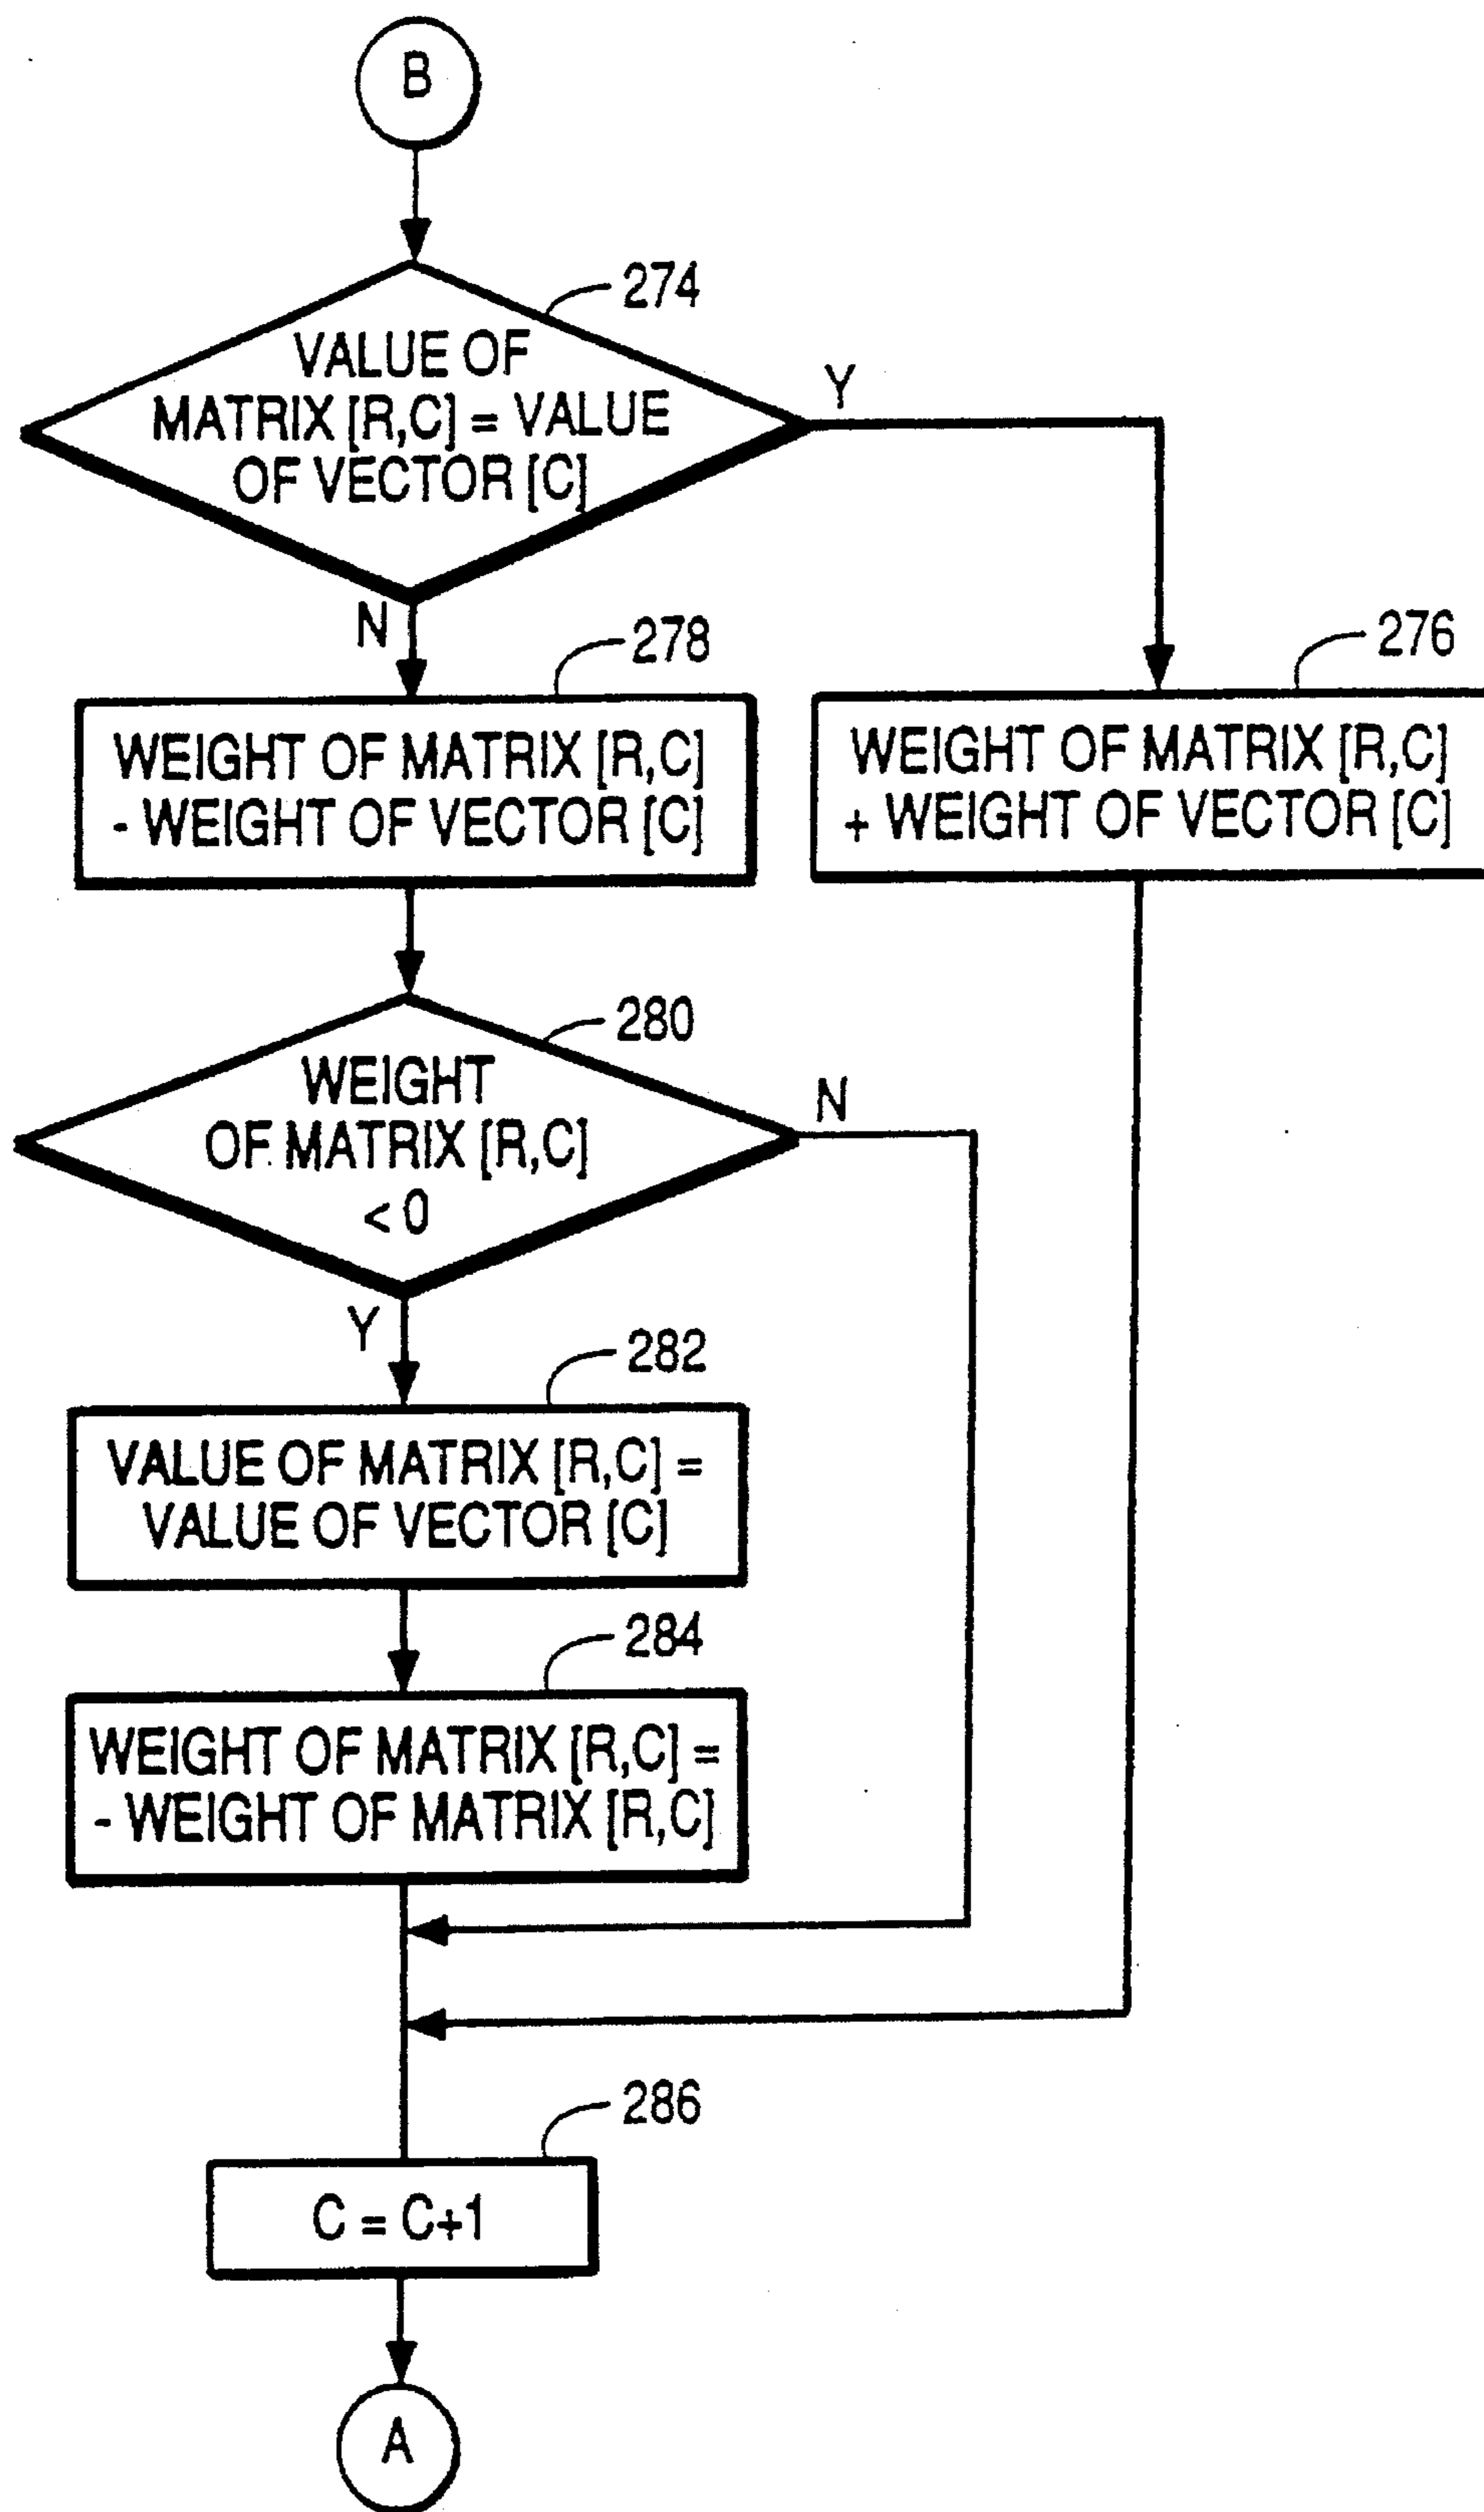 B
274
VALUE OF
MATRIX [R,C] = VALUE
OF VECTOR [C]
Y
N
278
WEIGHT OF MATRIX [R,C]
- WEIGHT OF VECTOR [C]
276
WEIGHT OF MATRIX [R,C]
+ WEIGHT OF VECTOR [C]
280
WEIGHT
OF MATRIX [R,C]
< 0
N
Y
282
VALUE OF MATRIX [R,C] =
VALUE OF VECTOR [C]
284
WEIGHT OF MATRIX [R,C] =
- WEIGHT OF MATRIX [R,C]
286
C = C+1
A